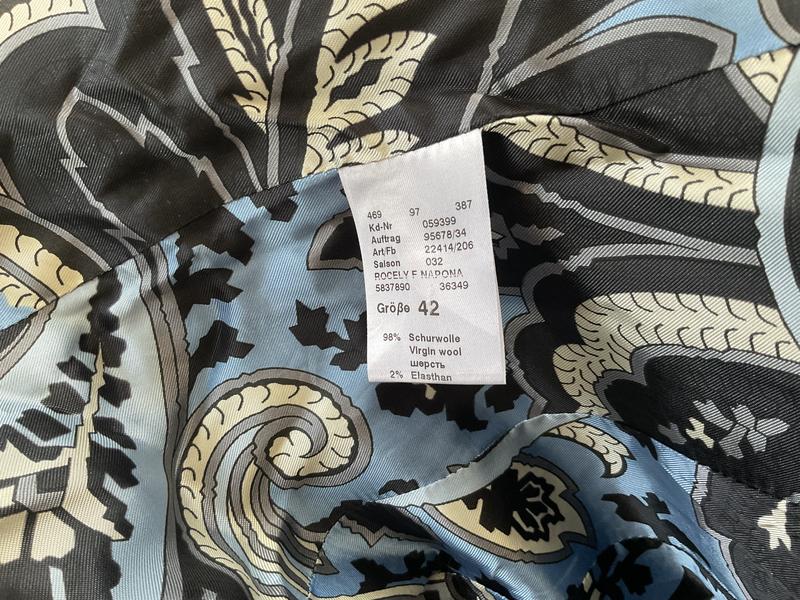 469 97 387
Kd-Nr 059399
Auftrag 95678/34
Art/Fb 22414/206
Saison 032
ROCELY F NAPONA
5837890 36349
Größe 42
98% Schurwolle
Virgin wool
шерсть
2% Elasthan